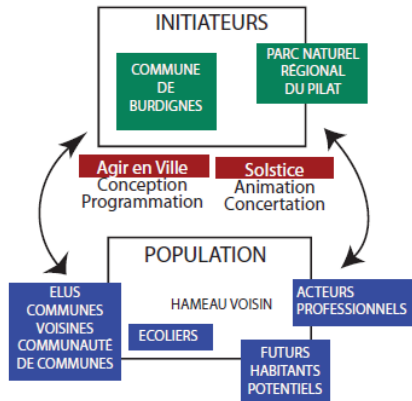 INITIATEURS
COMMUNE
DE
BURDIGNES
PARC NATUREL
RÉGIONAL
DU PILAT
Agir en Ville
Conception
Programmation
Solstice
Animation
Concertation
POPULATION
ELUS
COMMUNES
VOISINES
COMMUNAUTÉ
DE COMMUNES
HAMEAU VOISIN
ECOLIERS
ACTEURS
PROFESSIONNELS
FUTURS
HABITANTS
POTENTIELS